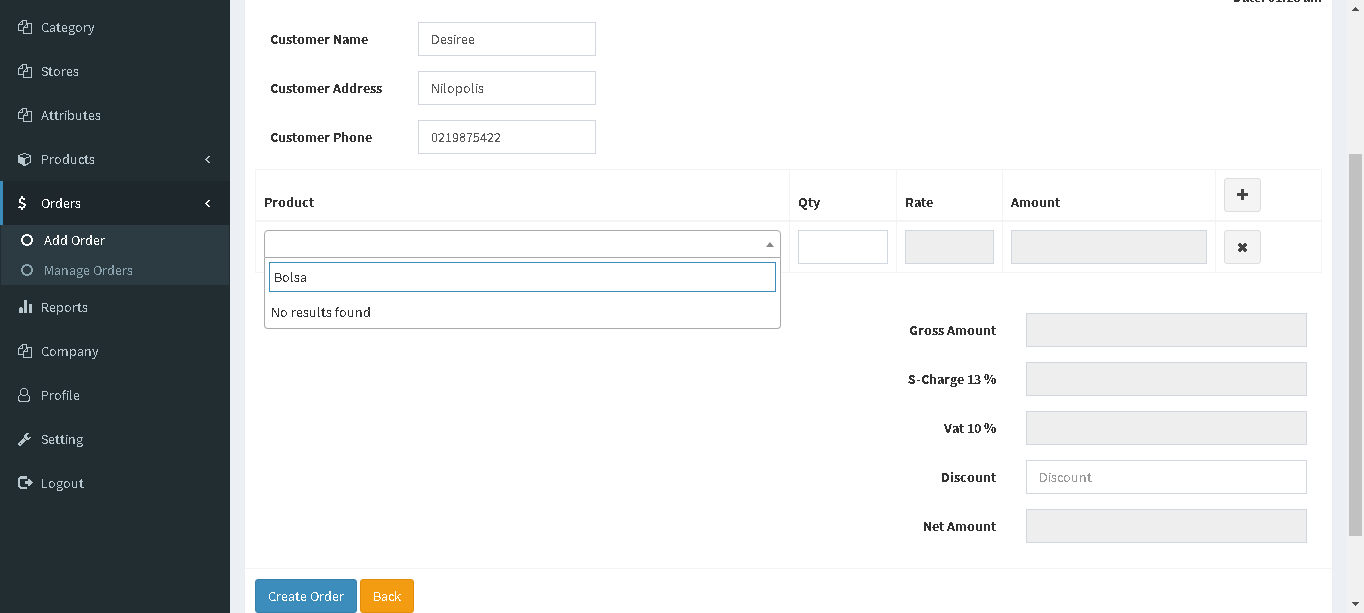 Category
Stores
Attributes
Products
Orders
Add Order
Manage Orders
Reports
Company
Profile
Setting
Logout
Customer Name Desiree
Customer Address Nilopolis
Customer Phone 0219875422
Product Qty Rate Amount
Bolsa
No results found
Gross Amount
S-Charge 13 %
Vat 10 %
Discount Discount
Net Amount
Create Order Back